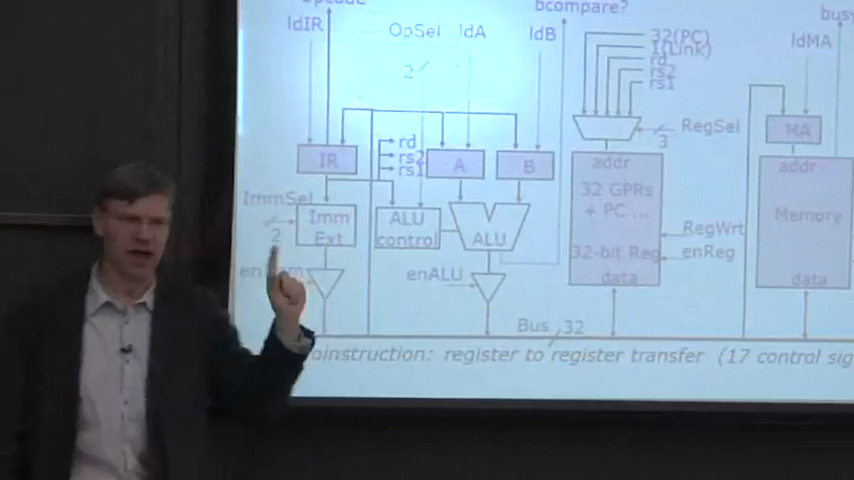 bcompare?
busy
ldIR
OpSel
ldA
ldB
32(PC)
1(Link)
rd
rs2
rs1
ldMA
2
RegSel
3
MA
IR
rd
rs2
rs1
A
B
addr
addr
ImmSel
2
Imm
Ext
ALU
control
ALU
32 GPRs
+ PC ...
32-bit Reg
data
RegWrt
enReg
Memory
data
enALU
Bus
32
register to register transfer (17 control